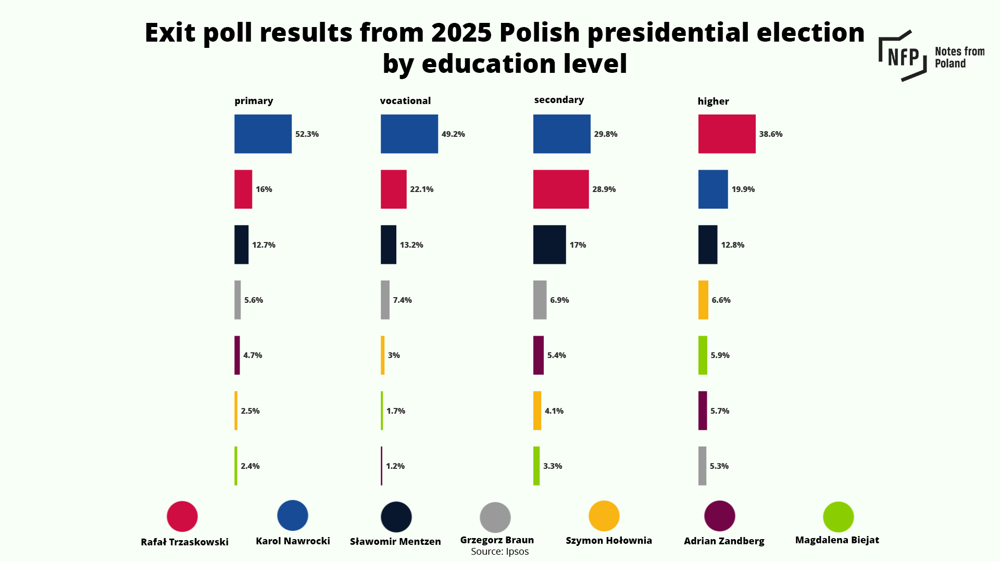 Exit poll results from 2025 Polish presidential election
by education level
NFP
Notes from
Poland
primary
vocational
secondary
higher
52.3%
49.2%
29.8%
38.6%
16%
22.1%
28.9%
19.9%
12.7%
13.2%
17%
12.8%
5.6%
7.4%
6.9%
6.6%
4.7%
3%
5.4%
5.9%
2.5%
1.7%
4.1%
5.7%
2.4%
1.2%
3.3%
5.3%
Rafał Trzaskowski
Karol Nawrocki
Sławomir Mentzen
Grzegorz Braun
Szymon Hołownia
Adrian Zandberg
Magdalena Biejat
Source: Ipsos